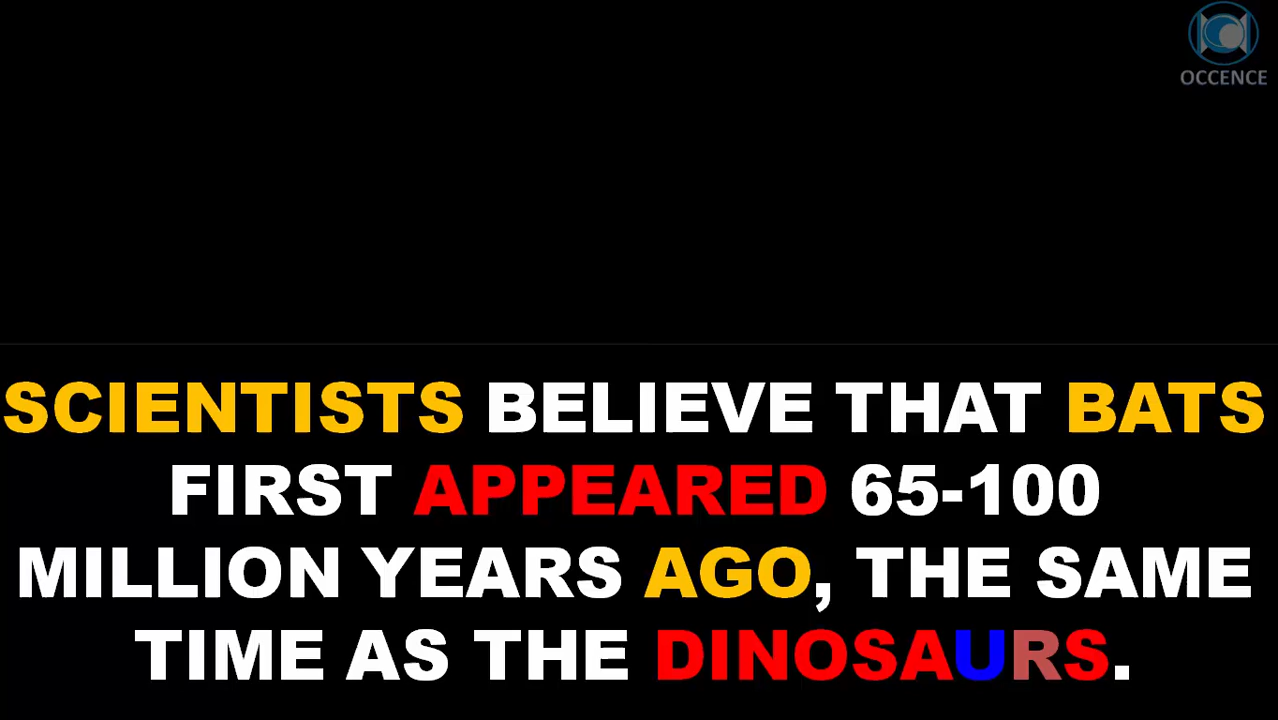 OCCENCE
SCIENTISTS BELIEVE THAT BATS
FIRST APPEARED 65-100
MILLION YEARS AGO, THE SAME
TIME AS THE DINOSAURS.